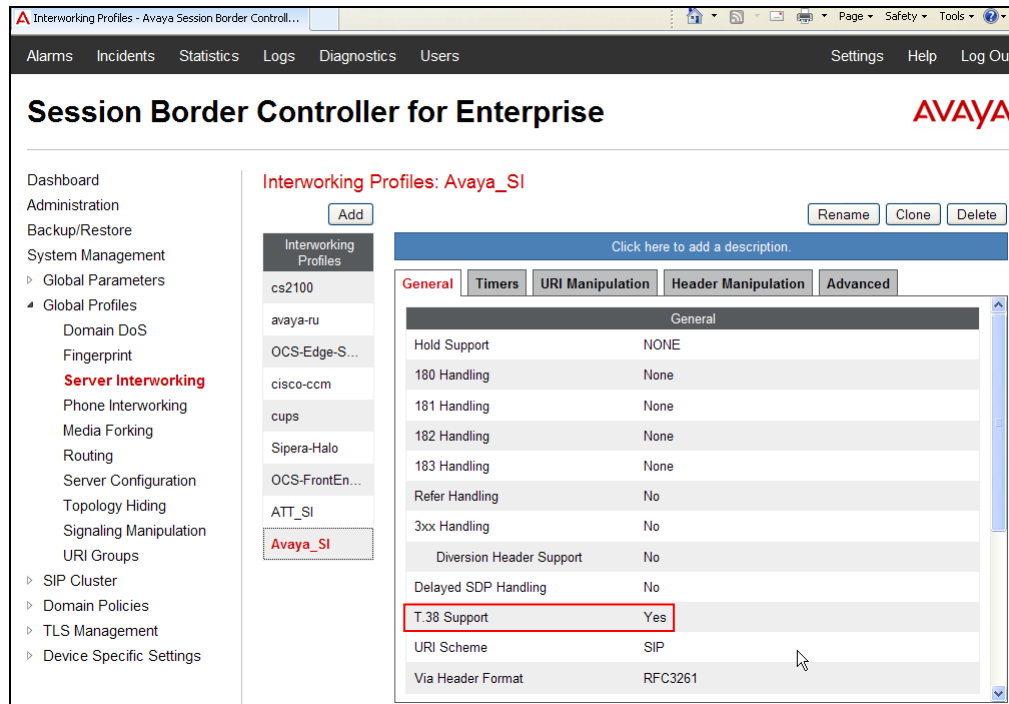 Interworking Profiles - Avaya Session Border Controll...
Page Safety Tools
Alarms Incidents Statistics Logs Diagnostics Users Settings Help Log Ou
Session Border Controller for Enterprise
AVAYA
Dashboard
Administration
Backup/Restore
System Management
Global Parameters
Global Profiles
Domain DoS
Fingerprint
Server Interworking
Phone Interworking
Media Forking
Routing
Server Configuration
Topology Hiding
Signaling Manipulation
URI Groups
SIP Cluster
Domain Policies
TLS Management
Device Specific Settings
Interworking Profiles: Avaya_SI
Add
Rename Clone Delete
Interworking
Profiles
cs2100
avaya-ru
OCS-Edge-S...
cisco-ccm
cups
Sipera-Halo
OCS-FrontEn...
ATT_SI
Avaya_SI
Click here to add a description.
General Timers URI Manipulation Header Manipulation Advanced
General
Hold Support NONE
180 Handling None
181 Handling None
182 Handling None
183 Handling None
Refer Handling No
3xx Handling No
Diversion Header Support No
Delayed SDP Handling No
T.38 Support Yes
URI Scheme SIP
Via Header Format RFC3261